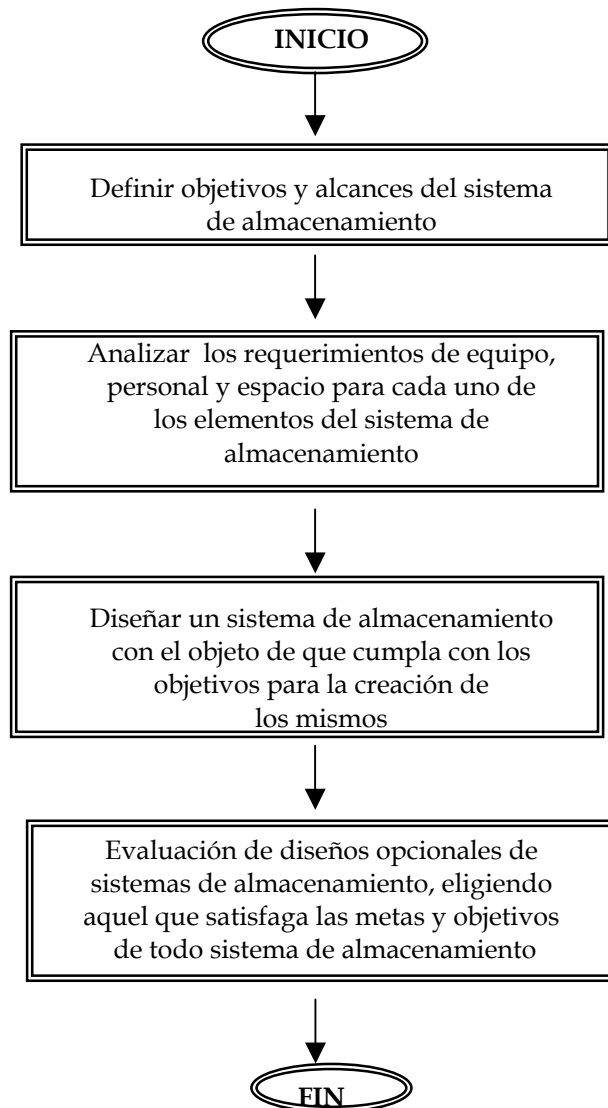 INICIO
Definir objetivos y alcances del sistema
de almacenamiento
Analizar los requerimientos de equipo,
personal y espacio para cada uno de
los elementos del sistema de
almacenamiento
Diseñar un sistema de almacenamiento
con el objeto de que cumpla con los
objetivos para la creación de
los mismos
Evaluación de diseños opcionales de
sistemas de almacenamiento, eligiendo
aquel que satisfaga las metas y objetivos
de todo sistema de almacenamiento
FIN